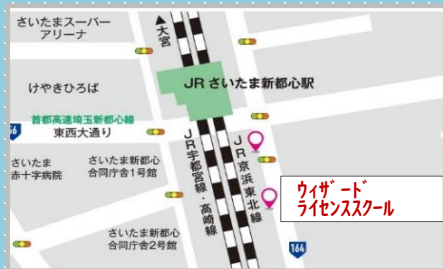 さいたまスーパー
アリーナ
▲大宮
けやきひろば
JRさいたま新都心駅
首都高速埼玉新都心線
東西大通り
さいたま
赤十字病院
さいたま新都心
合同庁舎1号館
さいたま新都心
合同庁舎2号館
JR宇都宮線・高崎線
JR京浜東北線
ウィザード
ライセンススクール
164